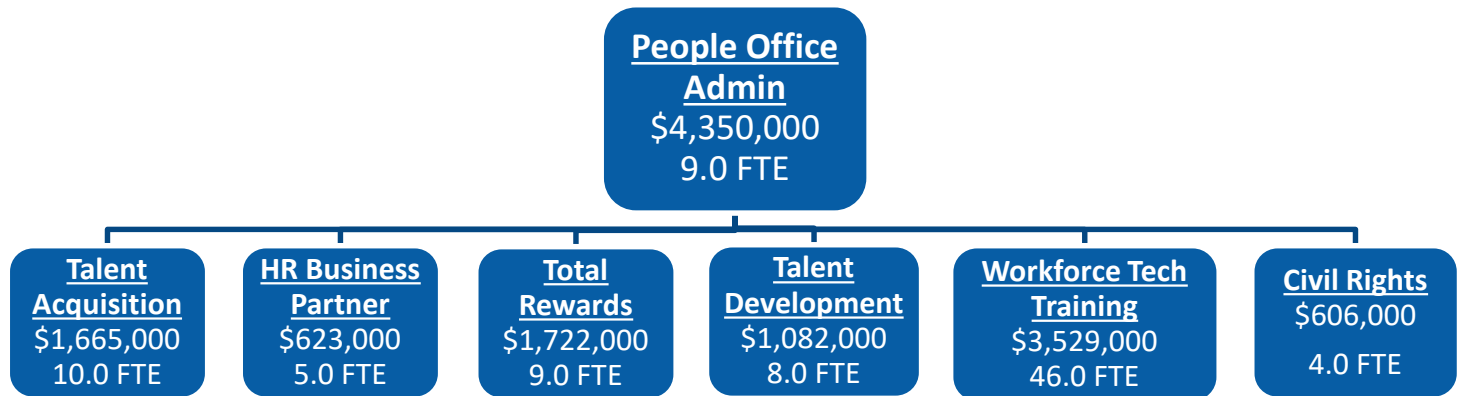 People Office
Admin
$4,350,000
9.0 FTE
Talent
Acquisition
$1,665,000
10.0 FTE
HR Business
Partner
$623,000
5.0 FTE
Total
Rewards
$1,722,000
9.0 FTE
Talent
Development
$1,082,000
8.0 FTE
Workforce Tech
Training
$3,529,000
46.0 FTE
Civil Rights
$606,000
4.0 FTE